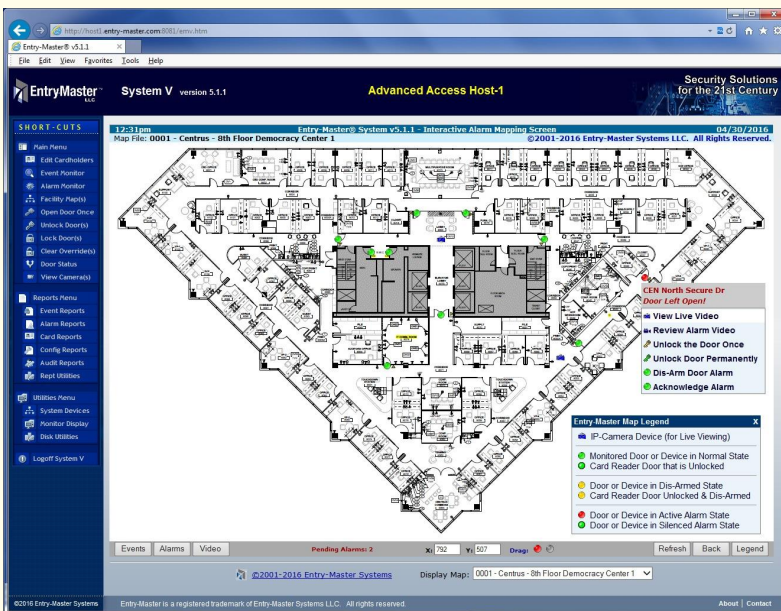 http://host1.entry-master.com:8081/emv.htm
Entry-Master® v5.1.1
File Edit View Favorites Tools Help
EntryMaster™ LLC
System V version 5.1.1
Advanced Access Host-1
Security Solutions
for the 21st Century
SHORT-CUTS
Main Menu
Edit Cardholders
Event Monitor
Alarm Monitor
Facility Map(s)
Open Door Once
Unlock Door(s)
Lock Door(s)
Clear Override(s)
Door Status
View Camera(s)
Reports Menu
Event Reports
Alarm Reports
Card Reports
Config Reports
Audit Reports
Rept Utilities
Utilities Menu
System Devices
Monitor Display
Disk Utilities
Logoff System V
©2016 Entry-Master Systems
12:31pm Entry-Master® System v5.1.1 - Interactive Alarm Mapping Screen 04/30/2016
Map File: 0001 - Centrus - 8th Floor Democracy Center 1 ©2001-2016 Entry-Master Systems LLC. All Rights Reserved.
CEN North Secure Dr
Door Left Open!
View Live Video
Review Alarm Video
Unlock the Door Once
Unlock Door Permanently
Dis-Arm Door Alarm
Acknowledge Alarm
Entry-Master Map Legend X
IP-Camera Device (for Live Viewing)
Monitored Door or Device in Normal State
Card Reader Door that is Unlocked
Door or Device in Dis-Armed State
Card Reader Door Unlocked & Dis-Armed
Door or Device in Active Alarm State
Door or Device in Silenced Alarm State
Events Alarms Video Pending Alarms: 2 X: 792 Y: 507 Drag: Refresh Back Legend
©2001-2016 Entry-Master Systems Display Map: 0001 - Centrus - 8th Floor Democracy Center 1
Entry-Master is a registered trademark of Entry-Master Systems LLC. All rights reserved. About | Contact